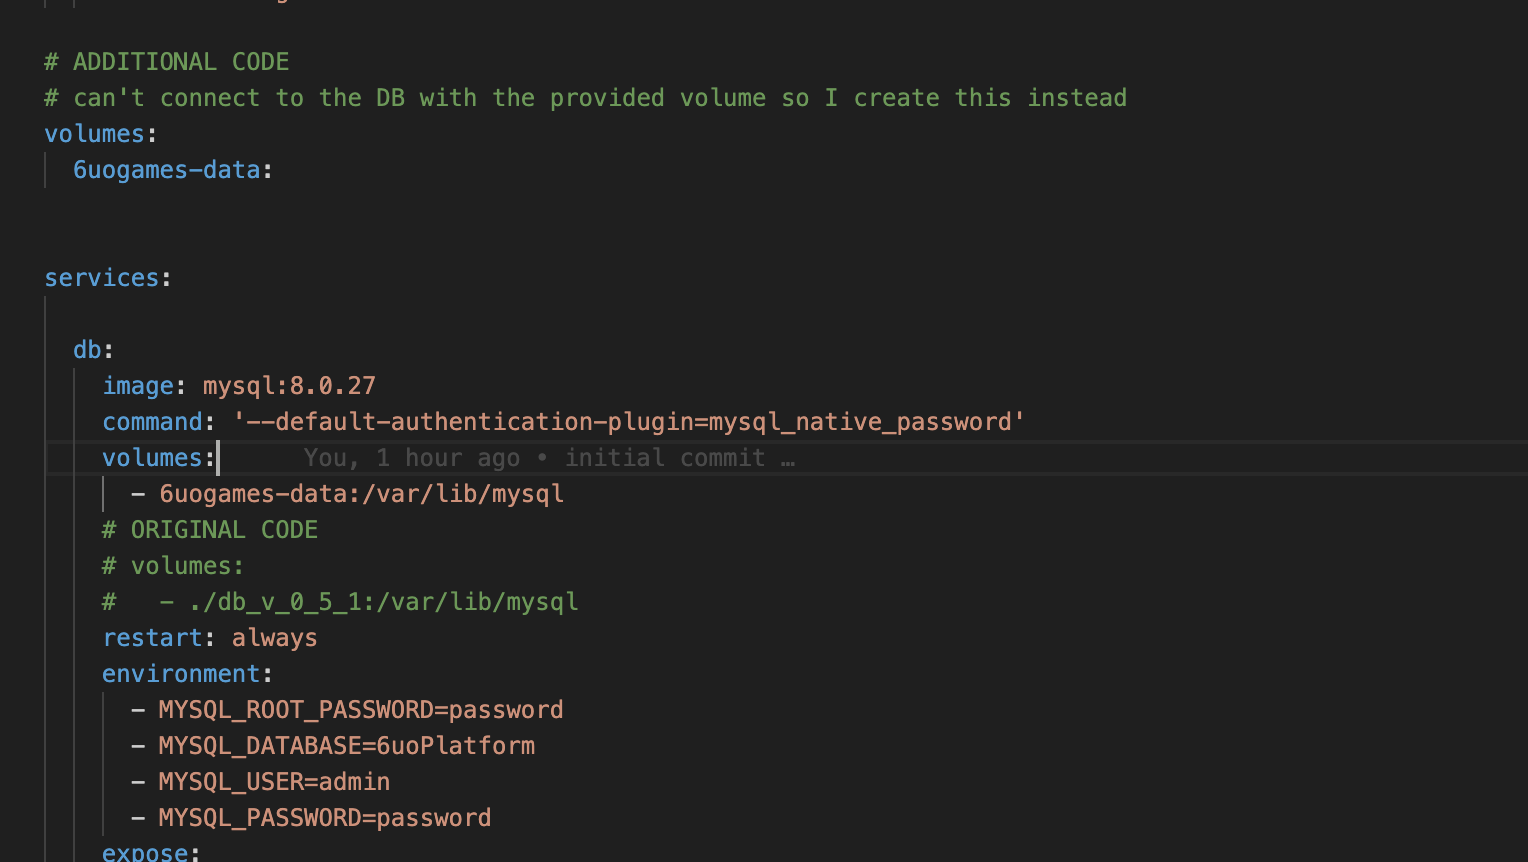 # ADDITIONAL CODE
# can't connect to the DB with the provided volume so I create this instead
volumes:
6uogames-data:
services:
db:
image: mysql:8.0.27
command: '--default-authentication-plugin=mysql_native_password'
volumes: You, 1 hour ago • initial commit …
- 6uogames-data:/var/lib/mysql
# ORIGINAL CODE
# volumes:
#   - ./db_v_0_5_1:/var/lib/mysql
restart: always
environment:
- MYSQL_ROOT_PASSWORD=password
- MYSQL_DATABASE=6uoPlatform
- MYSQL_USER=admin
- MYSQL_PASSWORD=password
expose: